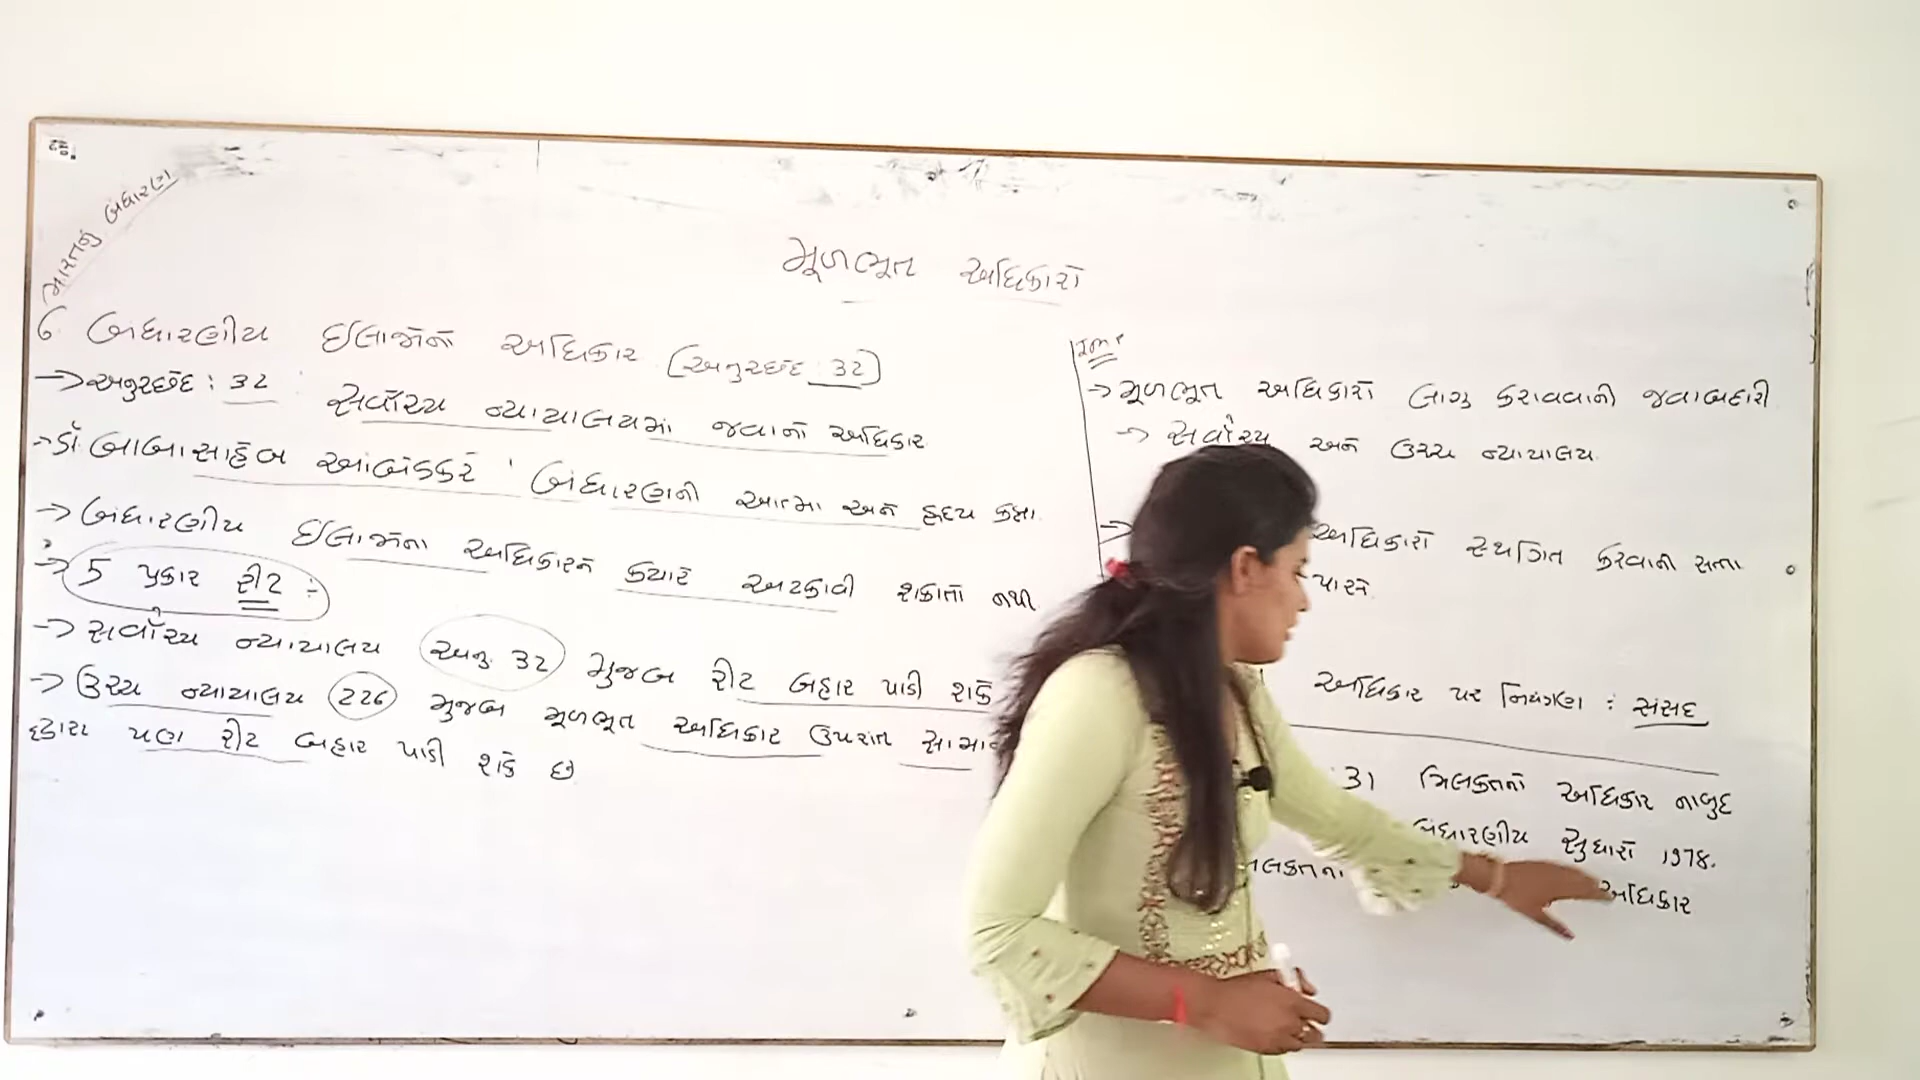 ભારતનું બંધારણ
મૂળભૂત અધિકારો
6. બંધારણીય ઈલાજોનો અધિકાર (અનુચ્છેદ : 32)
→ અનુચ્છેદ : 32 : સર્વોચ્ચ ન્યાયાલયમાં જવાનો અધિકાર
→ ડૉ. બાબાસાહેબ આંબેડકરે ' બંધારણની આત્મા અને હૃદય કહ્યા.
→ બંધારણીય ઈલાજોના અધિકારને ક્યારે અટકાવી શકાતો નથી.
→ 5 પ્રકાર રીટ :-
→ સર્વોચ્ચ ન્યાયાલય અનુ. 32 મુજબ રીટ બહાર પાડી શકે
→ ઉચ્ચ ન્યાયાલય 226 મુજબ મૂળભૂત અધિકાર ઉપરાંત
પણ રીટ બહાર પાડી શકે છે
Imp
→ મૂળભૂત અધિકારો લાગુ કરાવવાની જવાબદારી
→ સર્વોચ્ચ અને ઉચ્ચ ન્યાયાલય.
→ અધિકારો સ્થગિત કરવાની સત્તા
પાસે.
અધિકાર પર નિયંત્રણ : સંસદ
31 મિલકતનો અધિકાર નાબુદ
બંધારણીય સુધારો 1978.
અધિકાર